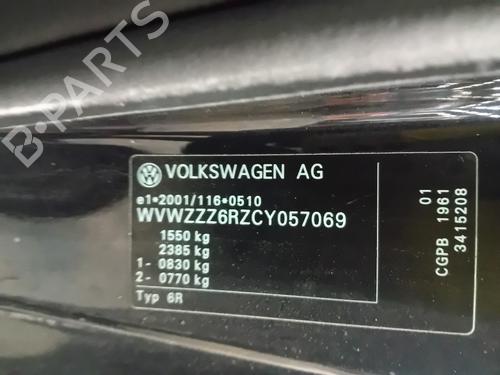 B-PARTS
VOLKSWAGEN AG
e1*2001/116*0510
WVWZZZ6RZCY057069
1550 kg
2385 kg
1- 0830 kg
2- 0770 kg
Typ 6R
01
CGPB 1961
3415208